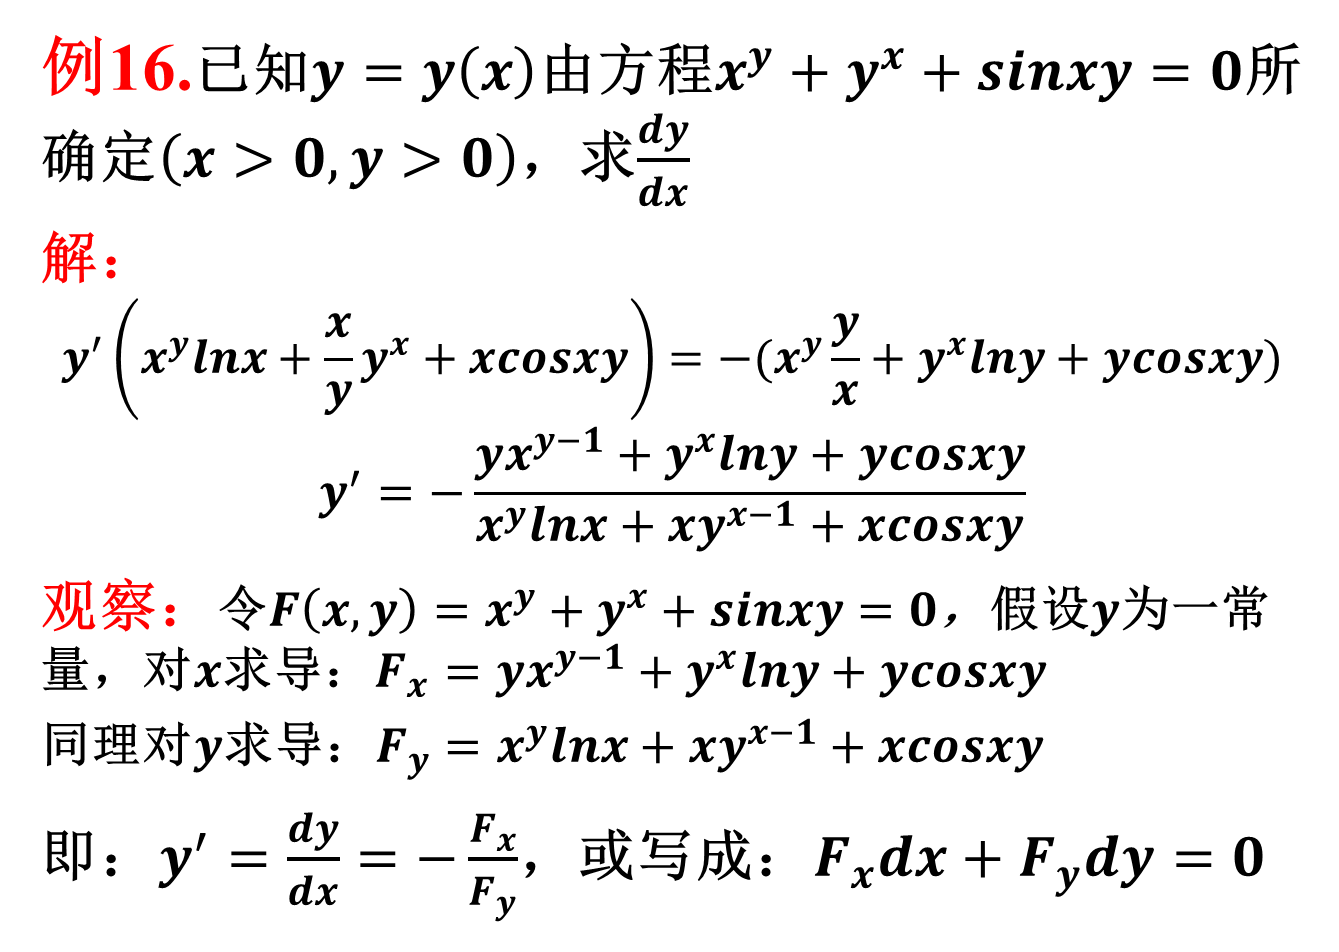 例16.已知y = y(x)由方程x^y + y^x + sinxy = 0所
确定(x > 0, y > 0)，求dy/dx
解：
y′(x^y lnx + x/y y^x + xcosxy) = −(x^y y/x + y^x lny + ycosxy)
y′ = −(yx^{y−1} + y^x lny + ycosxy)/(x^y lnx + xy^{x−1} + xcosxy)
观察：令F(x, y) = x^y + y^x + sinxy = 0，假设y为一常
量，对x求导：F_x = yx^{y−1} + y^x lny + ycosxy
同理对y求导：F_y = x^y lnx + xy^{x−1} + xcosxy
即：y′ = dy/dx = −F_x/F_y，或写成：F_x dx + F_y dy = 0